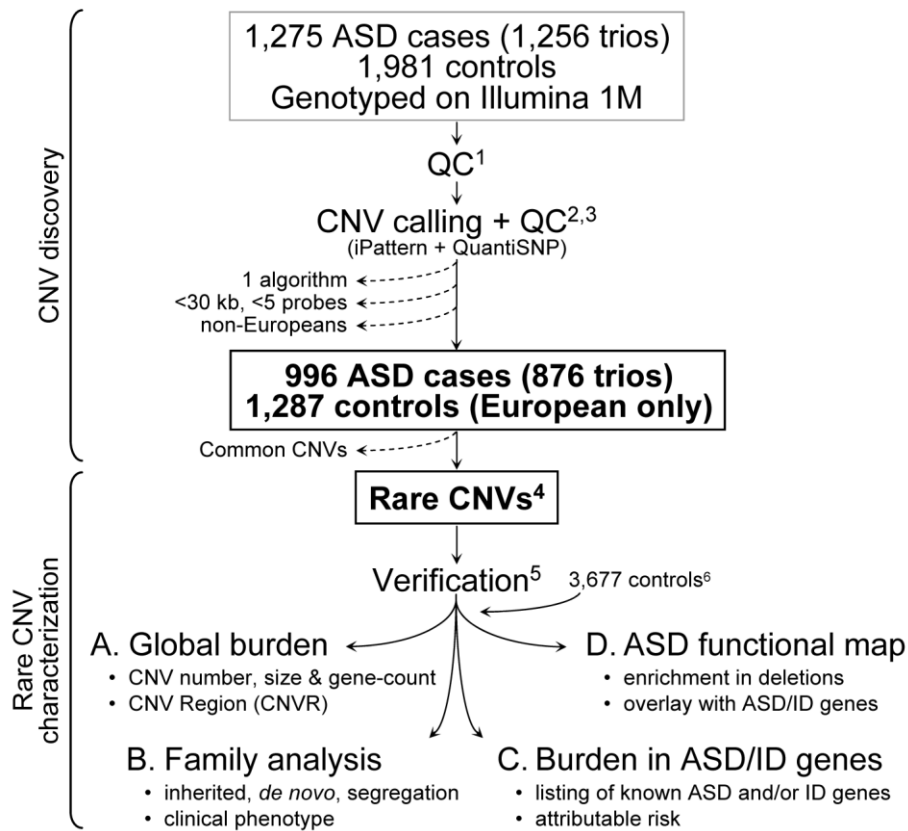 1,275 ASD cases (1,256 trios)
1,981 controls
Genotyped on Illumina 1M
QC¹
CNV calling + QC²,³
(iPattern + QuantiSNP)
1 algorithm
<30 kb, <5 probes
non-Europeans
996 ASD cases (876 trios)
1,287 controls (European only)
Common CNVs
CNV discovery
Rare CNVs⁴
Verification⁵
3,677 controls⁶
Rare CNV
characterization
A. Global burden
• CNV number, size & gene-count
• CNV Region (CNVR)
D. ASD functional map
• enrichment in deletions
• overlay with ASD/ID genes
B. Family analysis
• inherited, de novo, segregation
• clinical phenotype
C. Burden in ASD/ID genes
• listing of known ASD and/or ID genes
• attributable risk